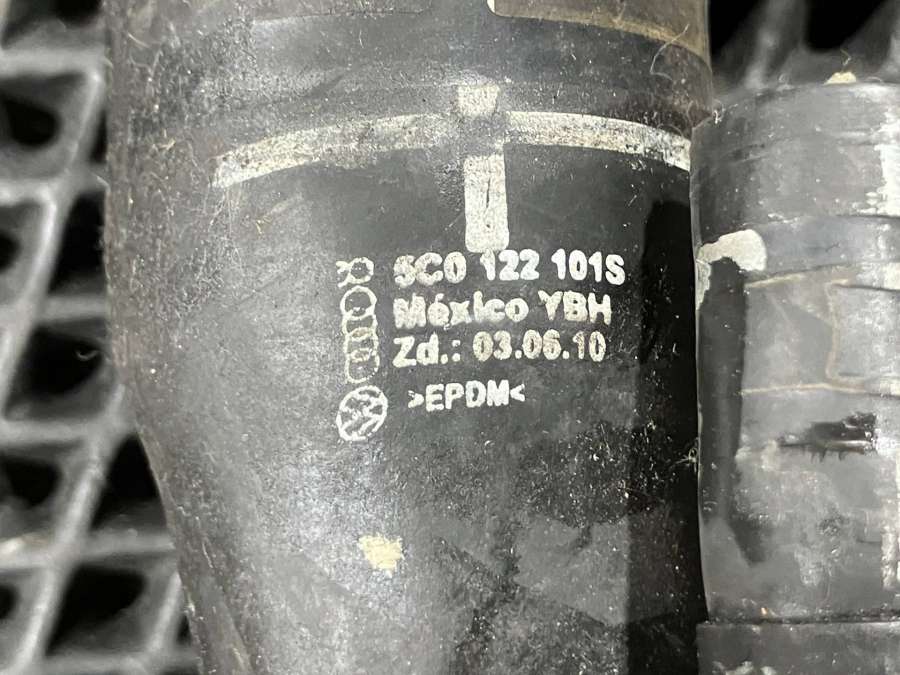 5C0 122 101S
México YBH
Zd.: 03.06.10
>EPDM<